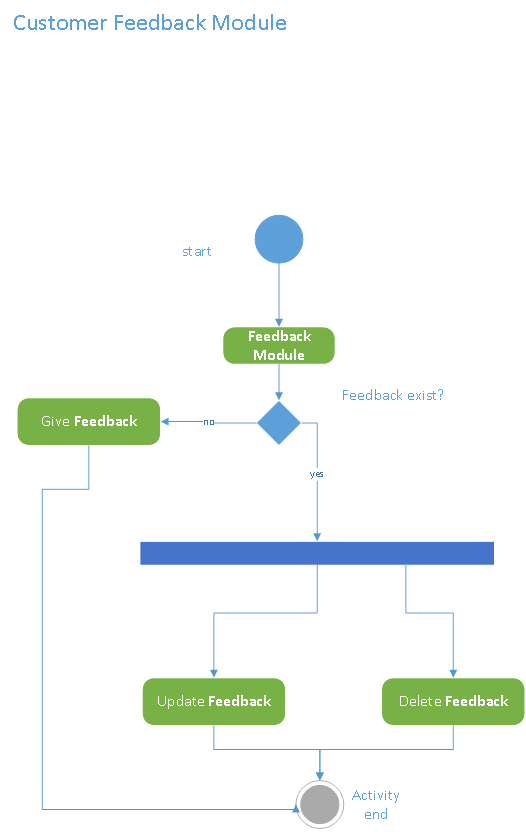 Customer Feedback Module
start
Feedback
Module
Feedback exist?
Give Feedback
no
yes
Update Feedback
Delete Feedback
Activity
end